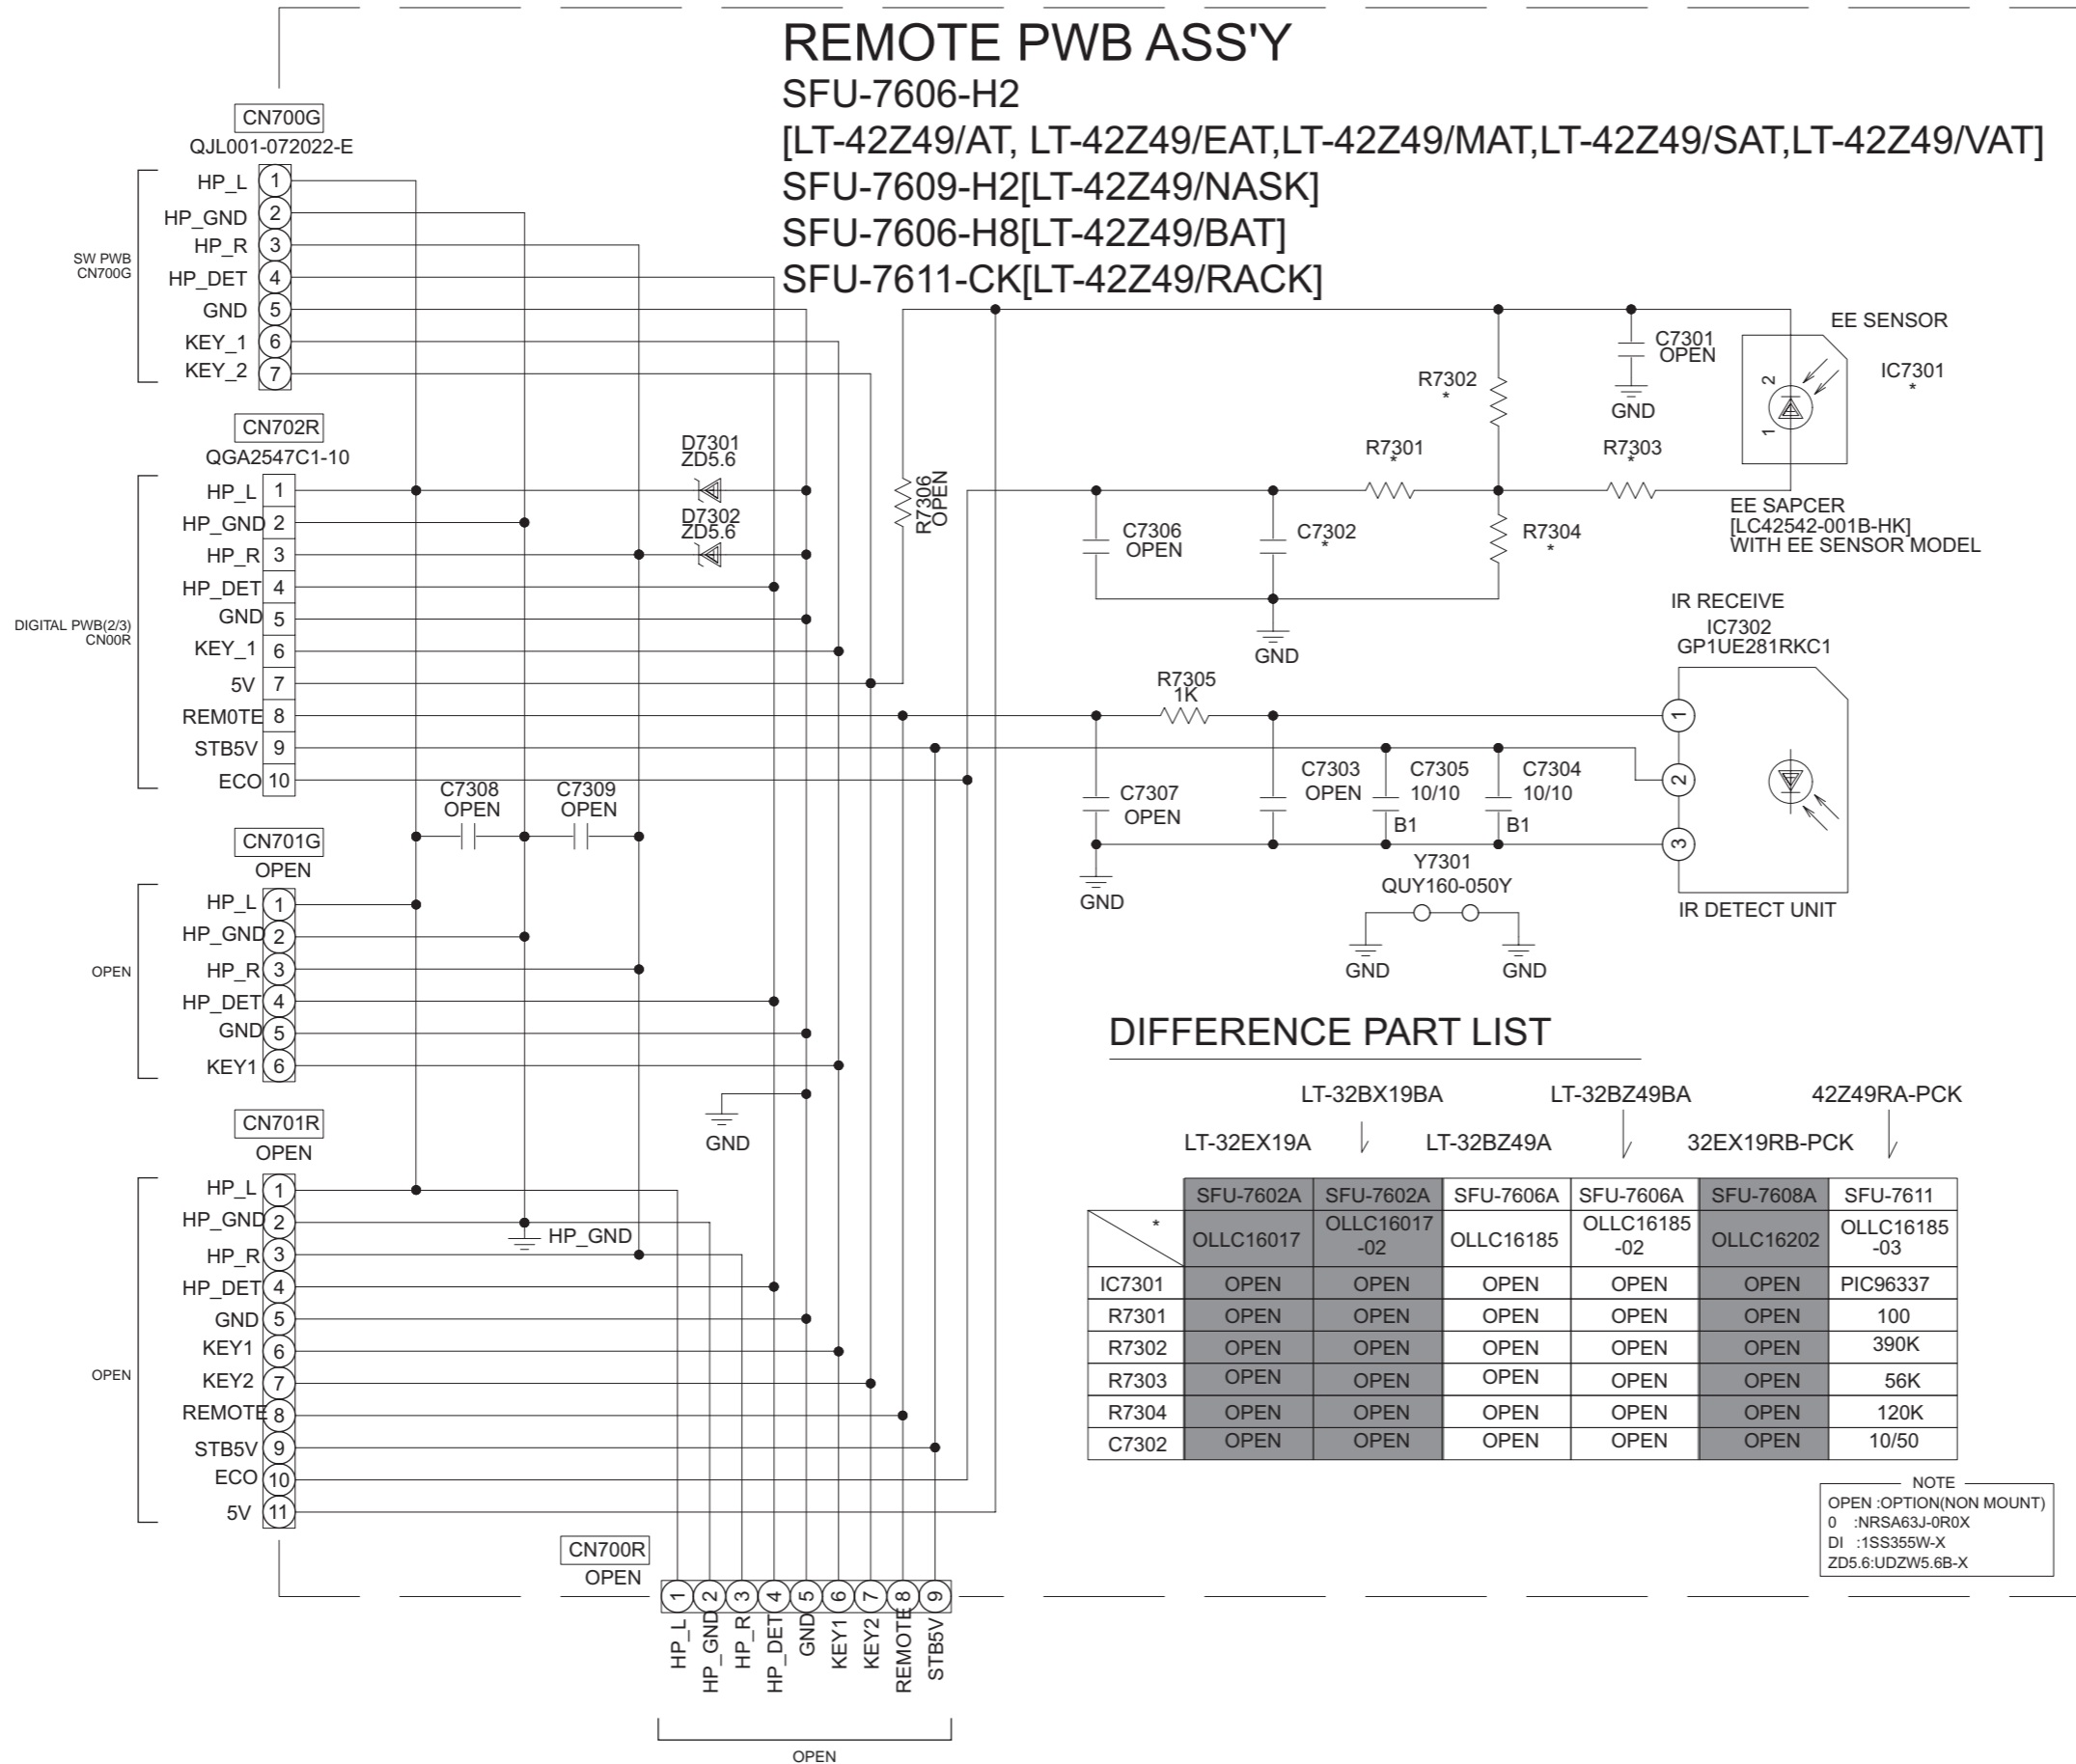 REMOTE PWB ASS'Y
SFU-7606-H2
[LT-42Z49/AT, LT-42Z49/EAT,LT-42Z49/MAT,LT-42Z49/SAT,LT-42Z49/VAT]
SFU-7609-H2[LT-42Z49/NASK]
SFU-7606-H8[LT-42Z49/BAT]
SFU-7611-CK[LT-42Z49/RACK]
CN700G
QJL001-072022-E
SW PWB
CN700G
HP_L 1
HP_GND 2
HP_R 3
HP_DET 4
GND 5
KEY_1 6
KEY_2 7
CN702R
QGA2547C1-10
DIGITAL PWB(2/3)
CN00R
HP_L 1
HP_GND 2
HP_R 3
HP_DET 4
GND 5
KEY_1 6
5V 7
REM0TE 8
STB5V 9
ECO 10
D7301
ZD5.6
D7302
ZD5.6
R7306
OPEN
C7308
OPEN
C7309
OPEN
CN701G
OPEN
OPEN
HP_L 1
HP_GND 2
HP_R 3
HP_DET 4
GND 5
KEY1 6
GND
CN701R
OPEN
OPEN
HP_L 1
HP_GND 2
HP_R 3
HP_DET 4
GND 5
KEY1 6
KEY2 7
REMOTE 8
STB5V 9
ECO 10
5V 11
HP_GND
CN700R
OPEN
1 2 3 4 5 6 7 8 9
HP_L
HP_GND
HP_R
HP_DET
GND
KEY1
KEY2
REMOTE
STB5V
OPEN
EE SENSOR
IC7301
*
2
1
C7301
OPEN
GND
R7302
*
R7301
*
R7303
*
R7304
*
C7306
OPEN
C7302
*
GND
EE SAPCER
[LC42542-001B-HK]
WITH EE SENSOR MODEL
IR RECEIVE
IC7302
GP1UE281RKC1
1
2
3
IR DETECT UNIT
R7305
1K
C7307
OPEN
C7303
OPEN
C7305
10/10
B1
C7304
10/10
B1
GND
Y7301
QUY160-050Y
GND GND
DIFFERENCE PART LIST
LT-32BX19BA LT-32BZ49BA 42Z49RA-PCK
LT-32EX19A LT-32BZ49A 32EX19RB-PCK
SFU-7602A SFU-7602A SFU-7606A SFU-7606A SFU-7608A SFU-7611
* OLLC16017 OLLC16017-02 OLLC16185 OLLC16185-02 OLLC16202 OLLC16185-03
IC7301 OPEN OPEN OPEN OPEN OPEN PIC96337
R7301 OPEN OPEN OPEN OPEN OPEN 100
R7302 OPEN OPEN OPEN OPEN OPEN 390K
R7303 OPEN OPEN OPEN OPEN OPEN 56K
R7304 OPEN OPEN OPEN OPEN OPEN 120K
C7302 OPEN OPEN OPEN OPEN OPEN 10/50
NOTE
OPEN :OPTION(NON MOUNT)
0 :NRSA63J-0R0X
DI :1SS355W-X
ZD5.6:UDZW5.6B-X